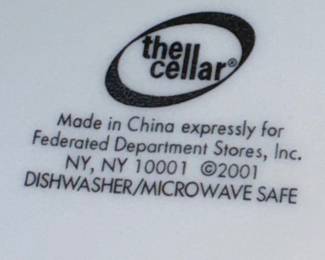 the
cellar®
Made in China expressly for
Federated Department Stores, Inc.
NY, NY 10001 ©2001
DISHWASHER/MICROWAVE SAFE